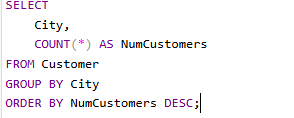 SELECT
City,
COUNT(*) AS NumCustomers
FROM Customer
GROUP BY City
ORDER BY NumCustomers DESC;